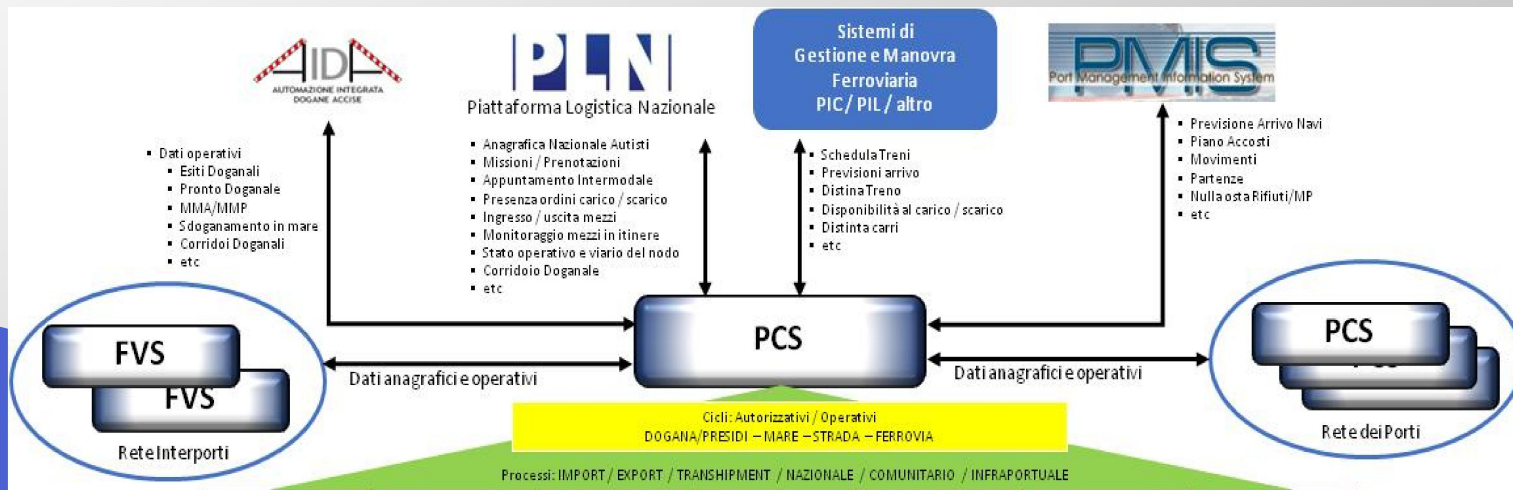 AIDA
AUTOMAZIONE INTEGRATA
DOGANE ACCISE
PLN
Piattaforma Logistica Nazionale
Sistemi di
Gestione e Manovra
Ferroviaria
PIC/ PIL / altro
PMIS
Port Management Information System
▪ Dati operativi
▪ Esiti Doganali
▪ Pronto Doganale
▪ MMA/MMP
▪ Sdoganamento in mare
▪ Corridoi Doganali
▪ etc
▪ Anagrafica Nazionale Autisti
▪ Missioni / Prenotazioni
▪ Appuntamento Intermodale
▪ Presenza ordini carico / scarico
▪ Ingresso / uscita mezzi
▪ Monitoraggio mezzi in itinere
▪ Stato operativo e viario del nodo
▪ Corridoio Doganale
▪ etc
▪ Schedula Treni
▪ Previsioni arrivo
▪ Distina Treno
▪ Disponibilità al carico / scarico
▪ Distinta carri
▪ etc
▪ Previsione Arrivo Navi
▪ Piano Accosti
▪ Movimenti
▪ Partenze
▪ Nulla osta Rifiuti/MP
▪ etc
FVS
FVS
Rete Interporti
Dati anagrafici e operativi
PCS
Dati anagrafici e operativi
PCS
Rete dei Porti
Cicli: Autorizzativi / Operativi
DOGANA/PRESIDI – MARE – STRADA – FERROVIA
Processi: IMPORT / EXPORT / TRANSHIPMENT / NAZIONALE / COMUNITARIO / INFRAPORTUALE